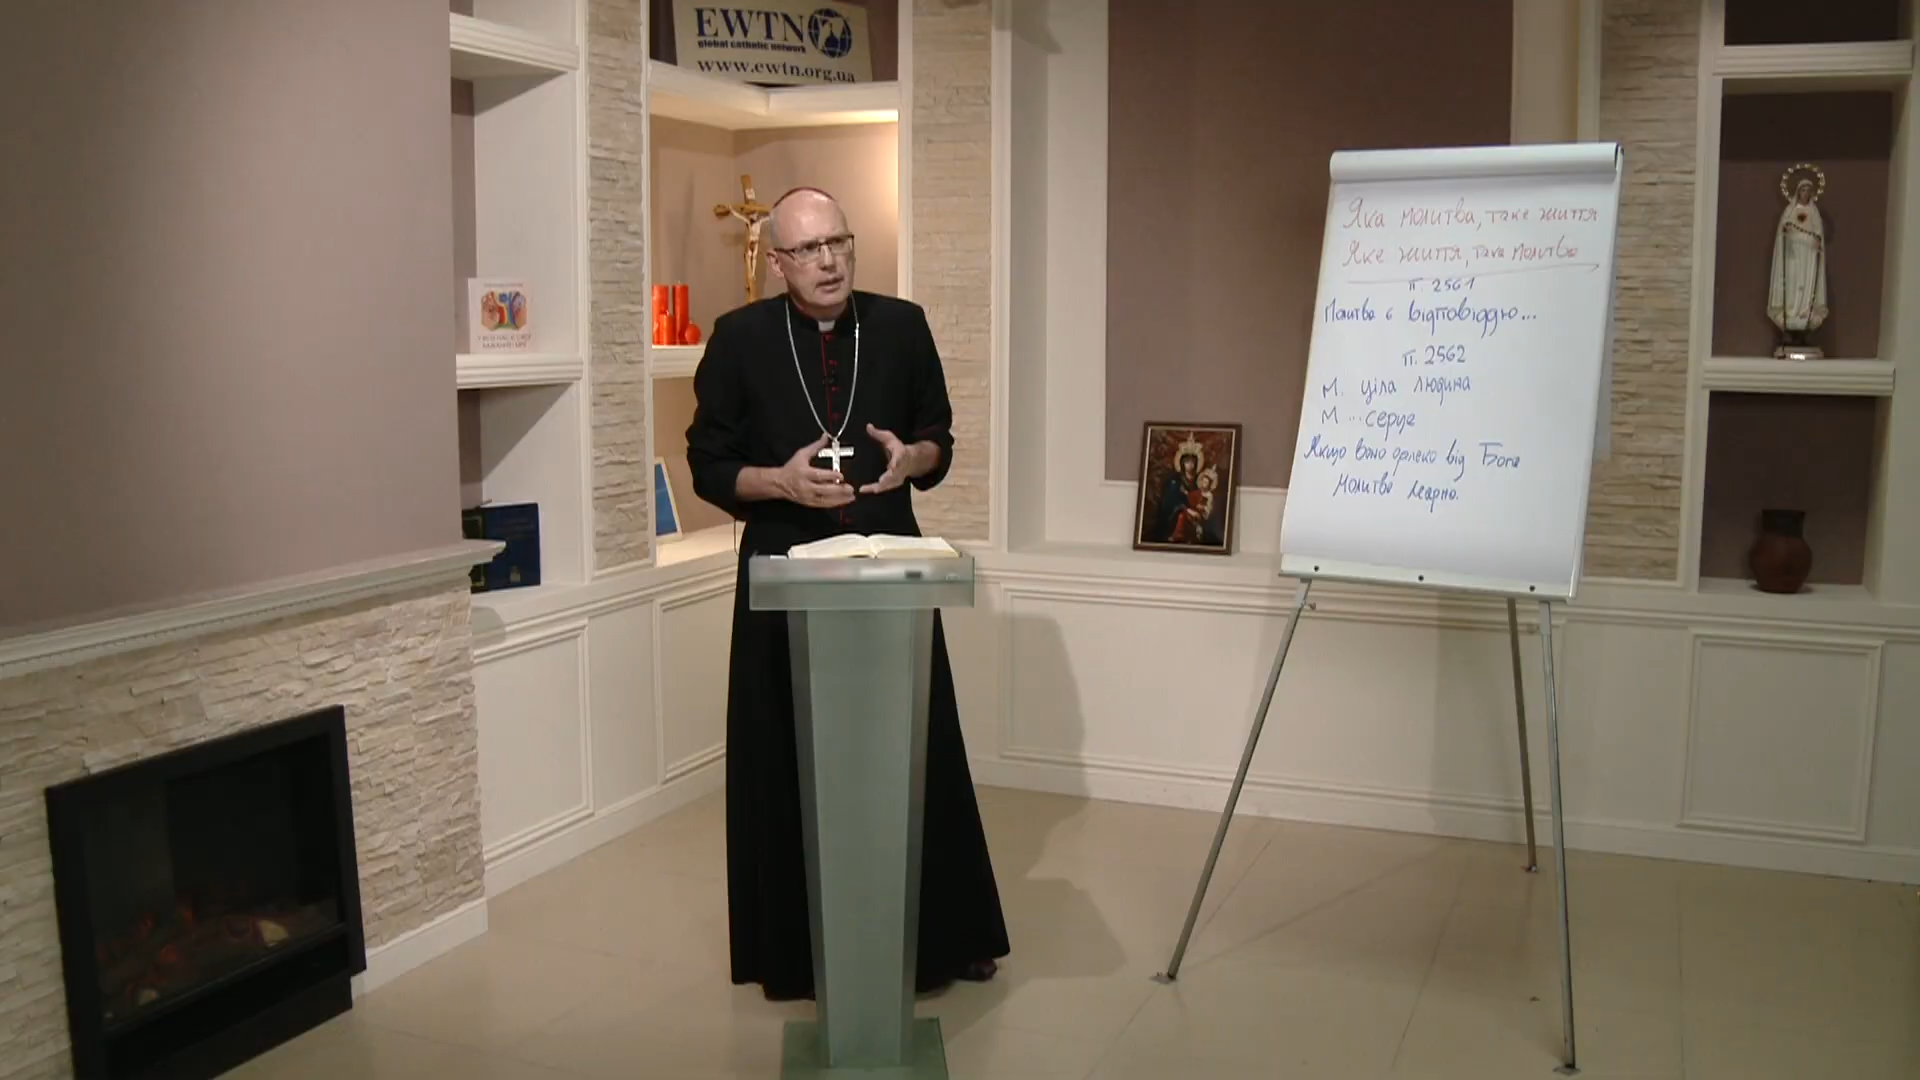 EWTN
global catholic network
www.ewtn.org.ua
Яка молитва, таке життя
Яке життя, така молитва
п. 2561
Молитва є відповіддю...
п. 2562
М. ціла людина
М...серце
Якщо воно далеко від Бога
молитва марна.